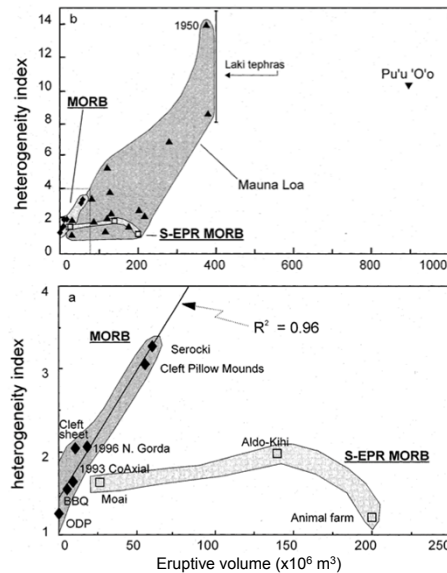 b
14
12
10
8
6
4
2
0
heterogeneity index
1950
Laki tephras
Pu'u 'O'o
MORB
Mauna Loa
S-EPR MORB
0 200 400 600 800 1000
a
4
3
2
1
heterogeneity index
MORB
R² = 0.96
Serocki
Cleft Pillow Mounds
Cleft
sheet
1996 N. Gorda
1993 CoAxial
BBQ
ODP
Aldo-Kihi
S-EPR MORB
Moai
Animal farm
0 50 100 150 200 250
Eruptive volume (x10⁶ m³)